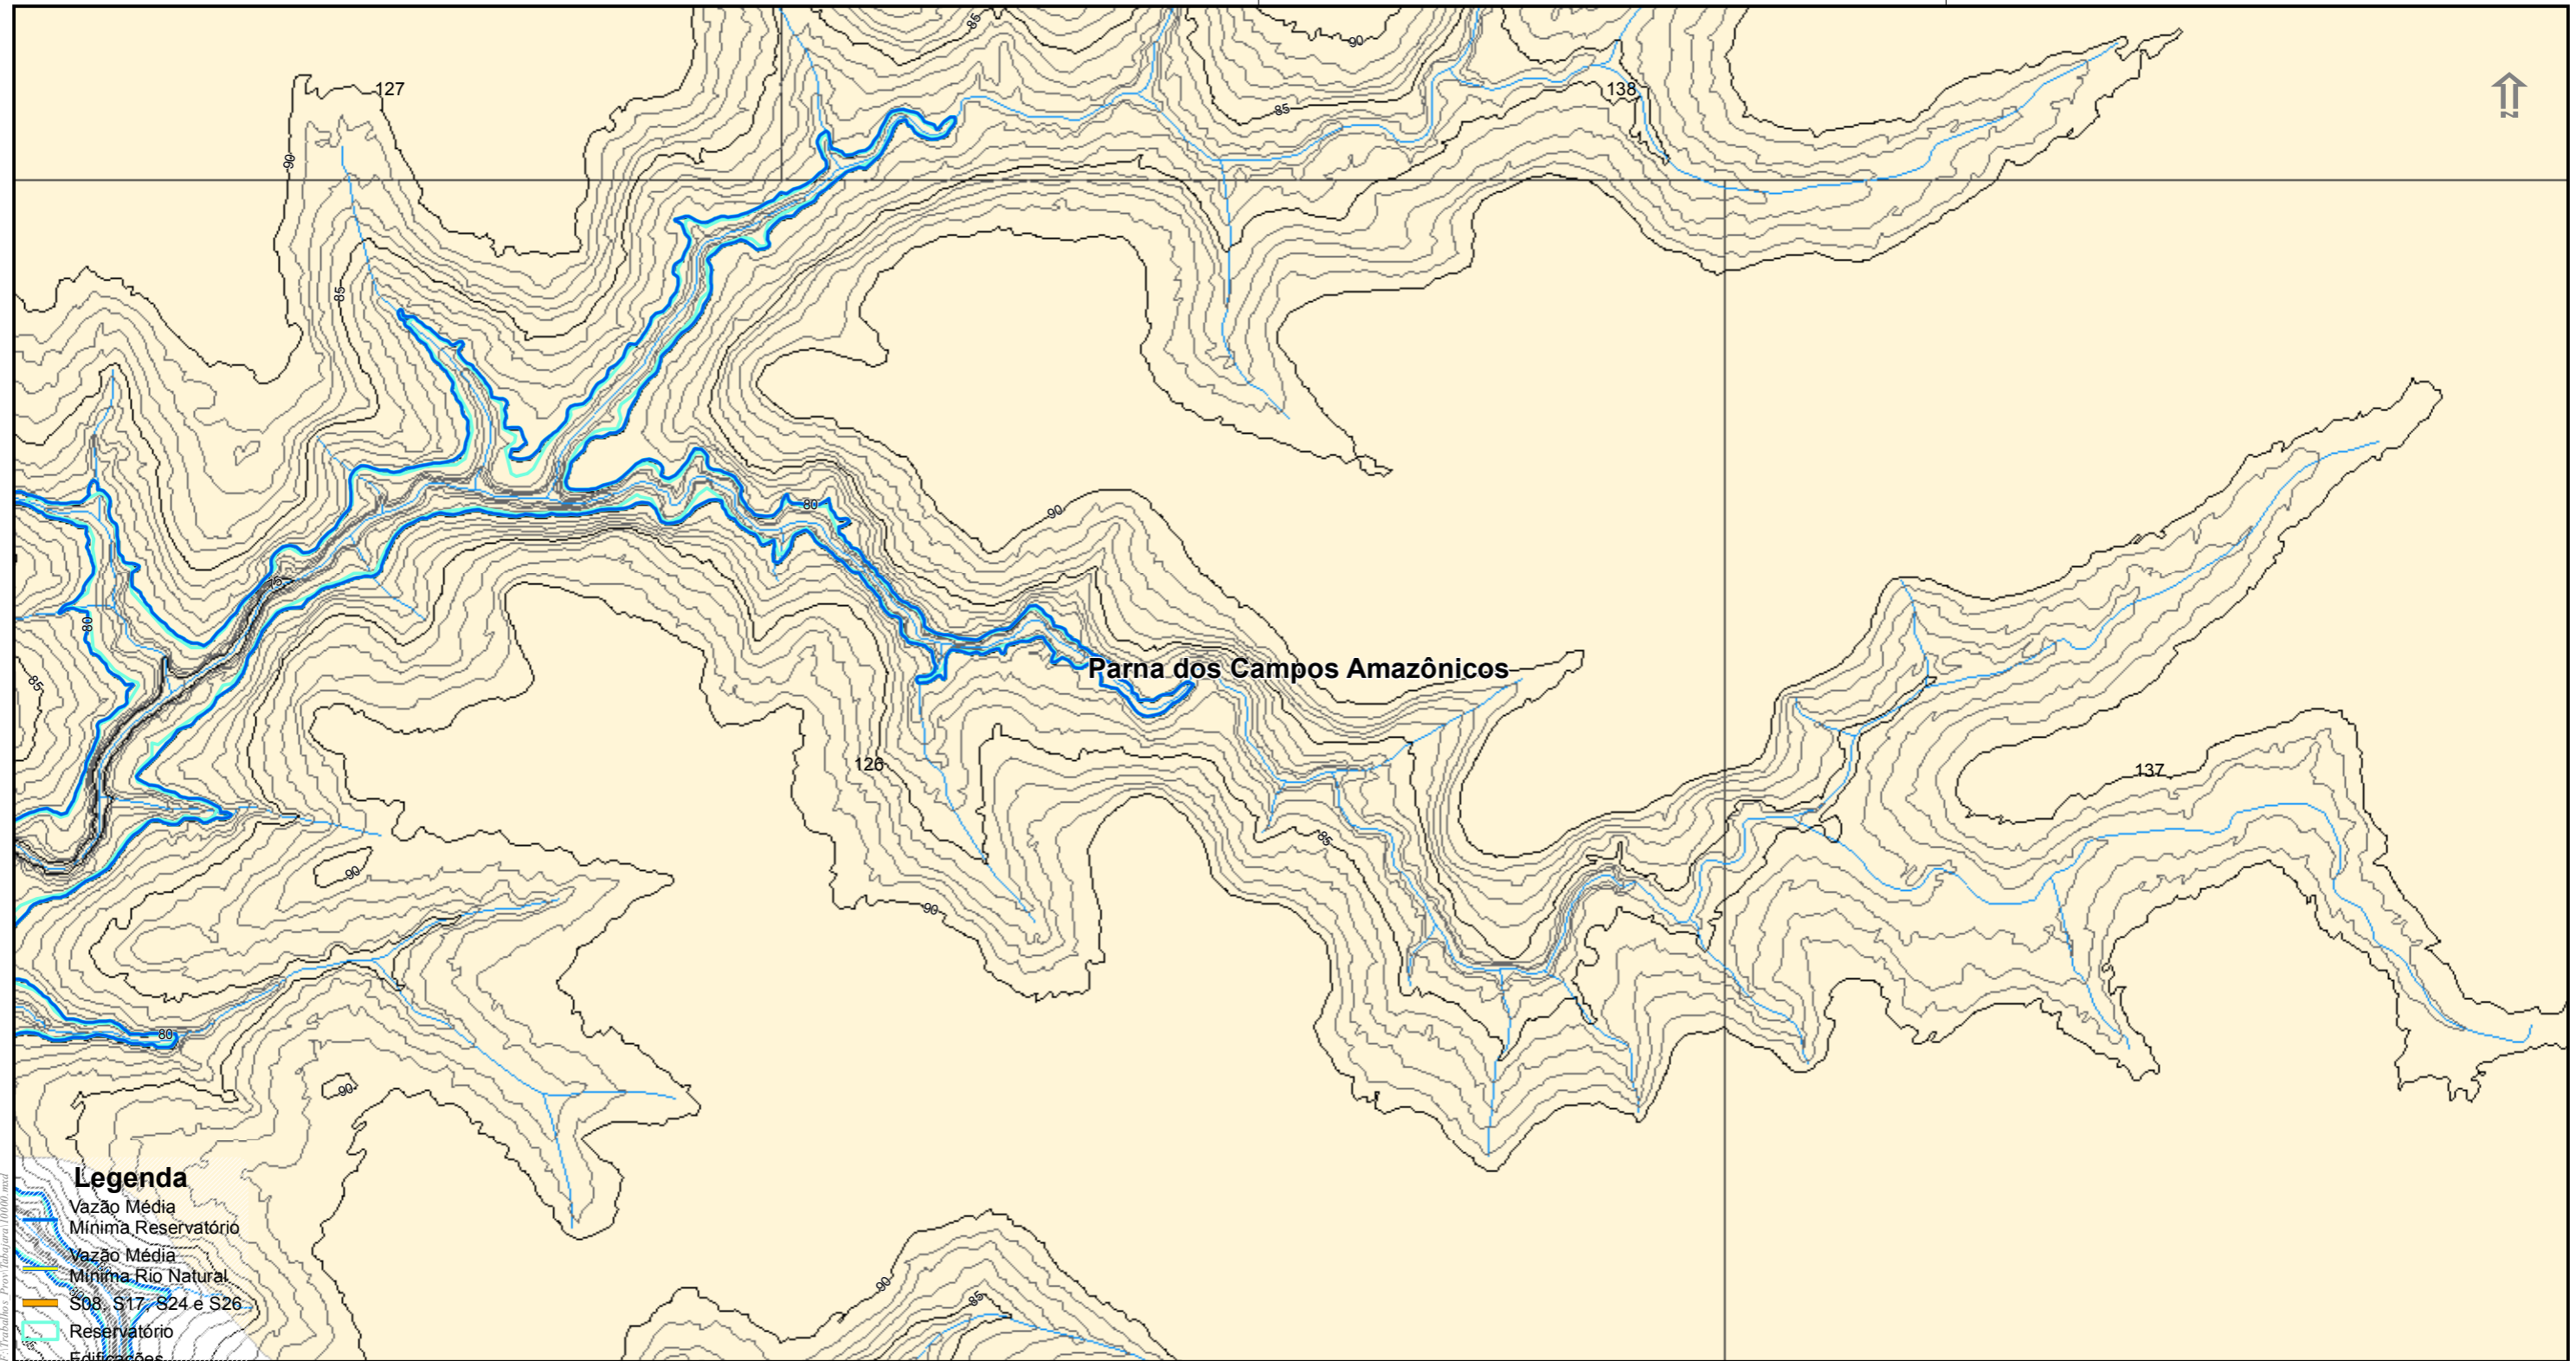 85
90
127
138
85
90
N
85
80
90
75
80
85
Parna dos Campos Amazônicos
126
137
85
90
90
80
90
Legenda
Vazão Média
Mínima Reservatório
Vazão Média
Mínima Rio Natural
S08, S17, S24 e S26
Reservatório
Edificações
90
85